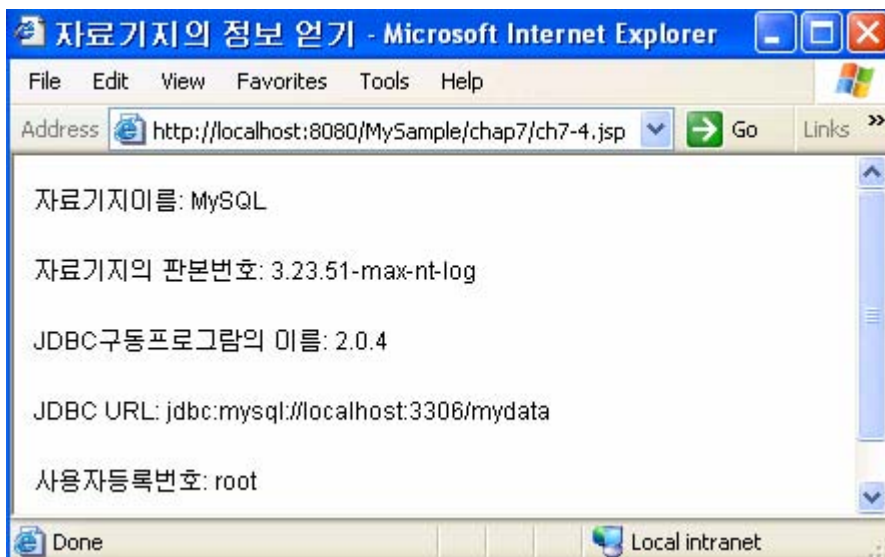 자료기지의 정보 얻기 - Microsoft Internet Explorer
File Edit View Favorites Tools Help
Address http://localhost:8080/MySample/chap7/ch7-4.jsp Go Links »
자료기지이름: MySQL
자료기지의 판본번호: 3.23.51-max-nt-log
JDBC구동프로그람의 이름: 2.0.4
JDBC URL: jdbc:mysql://localhost:3306/mydata
사용자등록번호: root
Done Local intranet